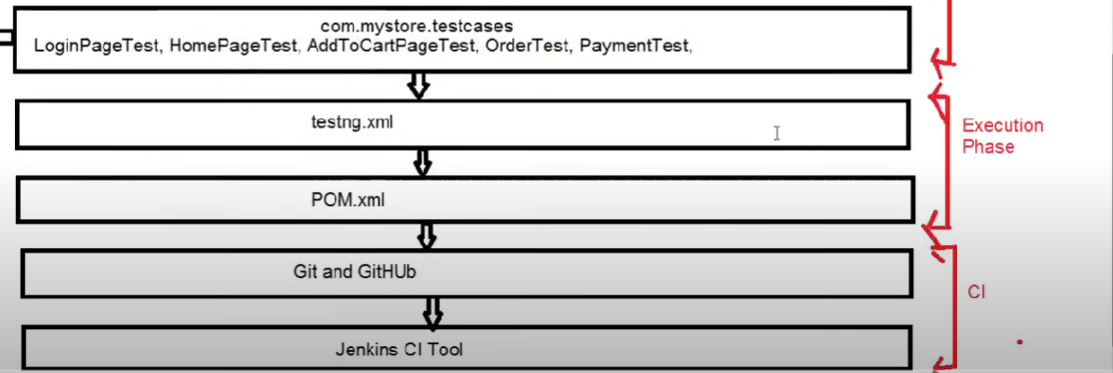 com.mystore.testcases
LoginPageTest, HomePageTest, AddToCartPageTest, OrderTest, PaymentTest,
testng.xml
Execution
Phase
POM.xml
Git and GitHUb
CI
Jenkins CI Tool